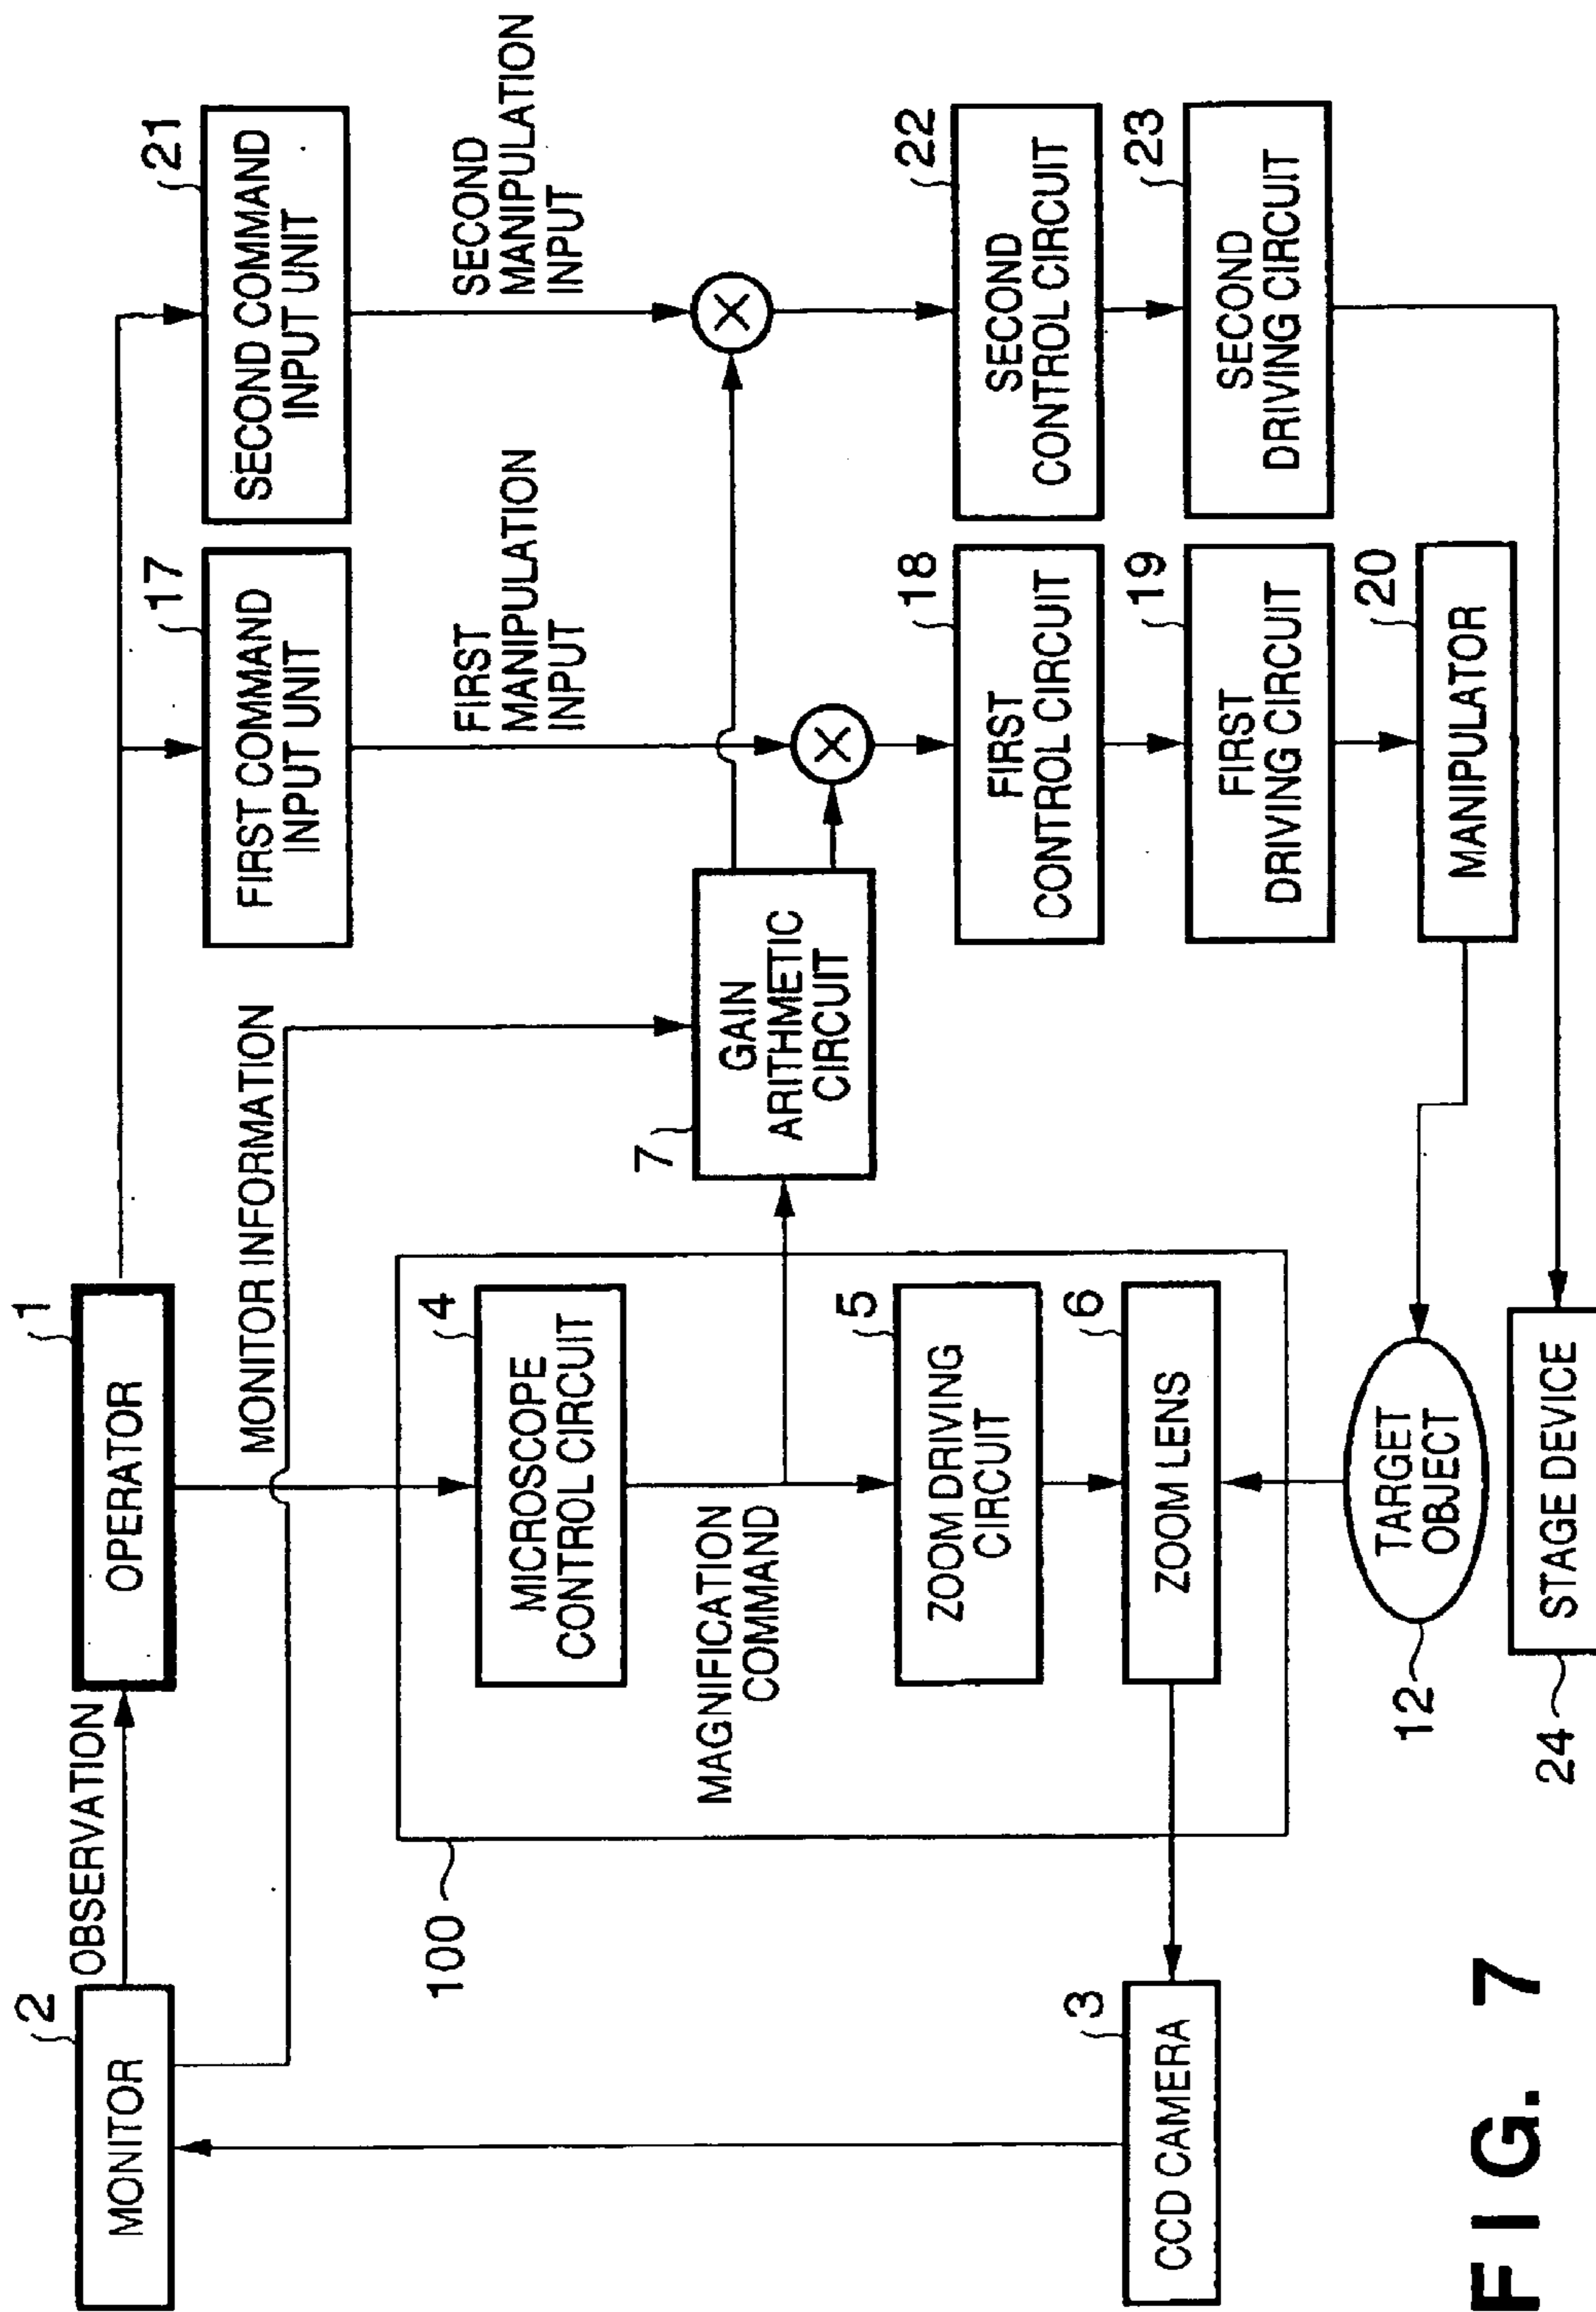 2
MONITOR
OBSERVATION
1
OPERATOR
MONITOR INFORMATION
17
FIRST COMMAND
INPUT UNIT
21
SECOND COMMAND
INPUT UNIT
FIRST
MANIPULATION
INPUT
SECOND
MANIPULATION
INPUT
100
4
MICROSCOPE
CONTROL CIRCUIT
MAGNIFICATION
COMMAND
7
GAIN
ARITHMETIC
CIRCUIT
5
ZOOM DRIVING
CIRCUIT
18
FIRST
CONTROL CIRCUIT
22
SECOND
CONTROL CIRCUIT
3
CCD CAMERA
6
ZOOM LENS
19
FIRST
DRIVING CIRCUIT
23
SECOND
DRIVING CIRCUIT
12
TARGET
OBJECT
20
MANIPULATOR
24
STAGE DEVICE
FIG. 7